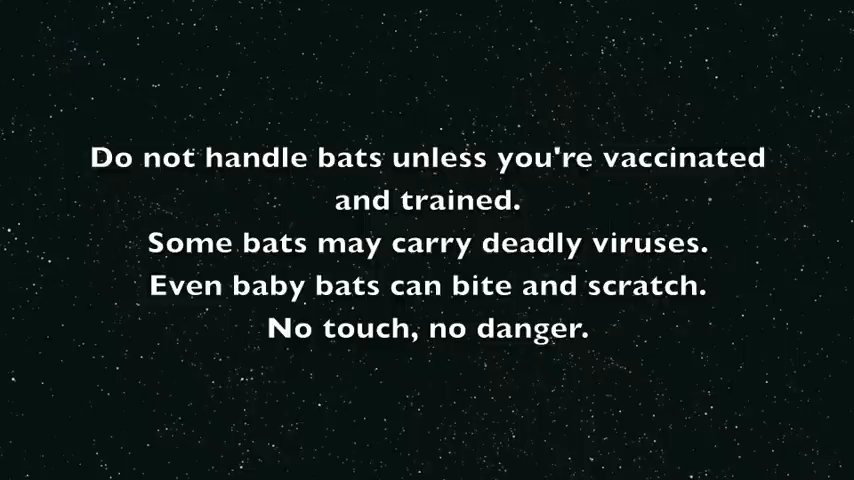 Do not handle bats unless you're vaccinated
and trained.
Some bats may carry deadly viruses.
Even baby bats can bite and scratch.
No touch, no danger.